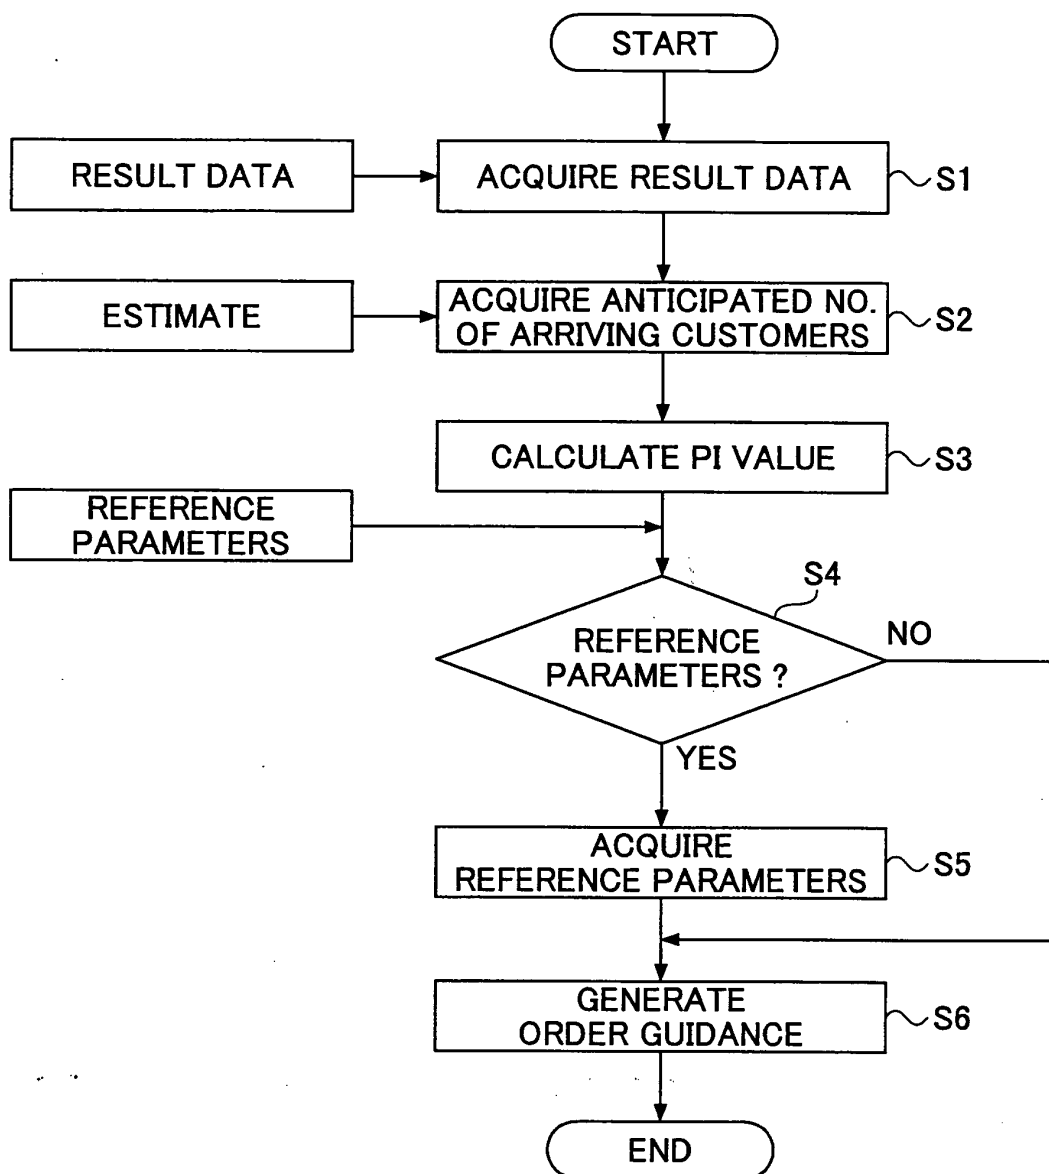 START
RESULT DATA
ACQUIRE RESULT DATA
S1
ESTIMATE
ACQUIRE ANTICIPATED NO.
OF ARRIVING CUSTOMERS
S2
CALCULATE PI VALUE
S3
REFERENCE
PARAMETERS
S4
REFERENCE
PARAMETERS ?
NO
YES
ACQUIRE
REFERENCE PARAMETERS
S5
GENERATE
ORDER GUIDANCE
S6
END